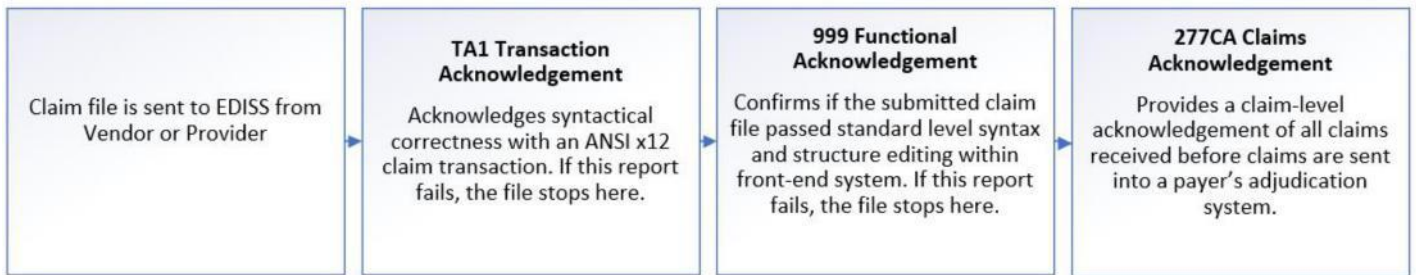 Claim file is sent to EDISS from
Vendor or Provider
TA1 Transaction
Acknowledgement
Acknowledges syntactical
correctness with an ANSI x12
claim transaction. If this report
fails, the file stops here.
999 Functional
Acknowledgement
Confirms if the submitted claim
file passed standard level syntax
and structure editing within
front-end system. If this report
fails, the file stops here.
277CA Claims
Acknowledgement
Provides a claim-level
acknowledgement of all claims
received before claims are sent
into a payer’s adjudication
system.